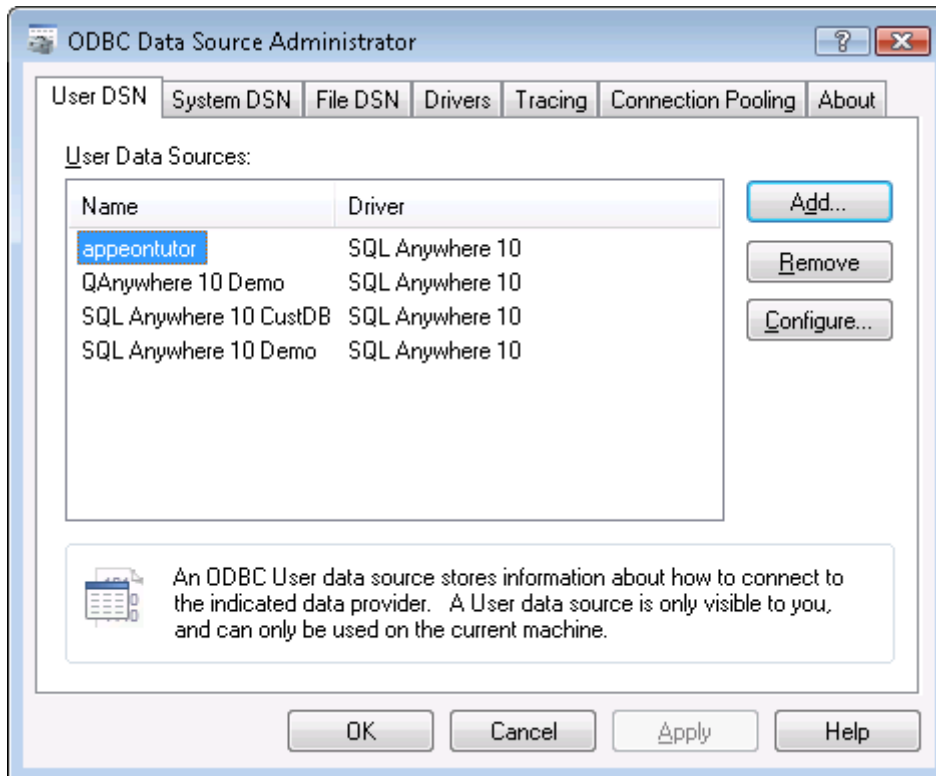 ODBC Data Source Administrator
User DSN System DSN File DSN Drivers Tracing Connection Pooling About
User Data Sources:
Name Driver
appeontutor SQL Anywhere 10
QAnywhere 10 Demo SQL Anywhere 10
SQL Anywhere 10 CustDB SQL Anywhere 10
SQL Anywhere 10 Demo SQL Anywhere 10
Add...
Remove
Configure...
An ODBC User data source stores information about how to connect to
the indicated data provider. A User data source is only visible to you,
and can only be used on the current machine.
OK Cancel Apply Help